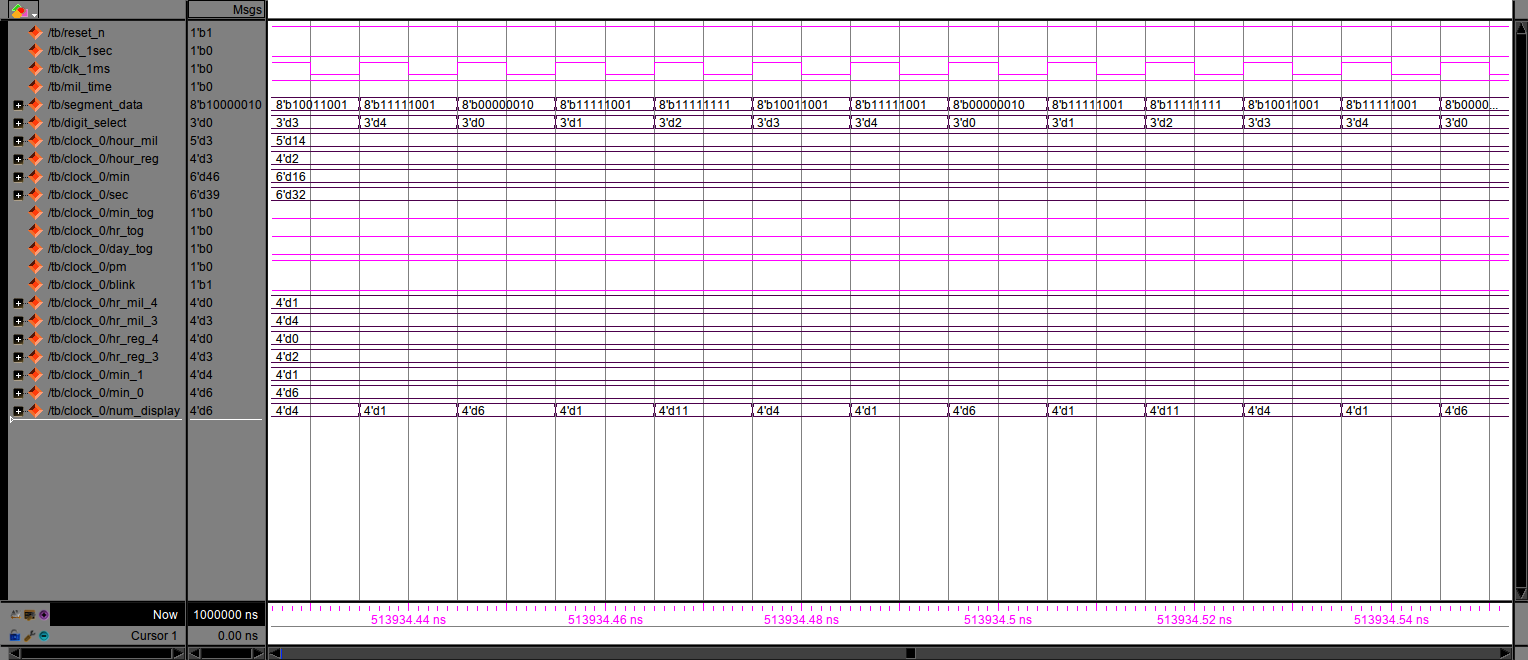 Msgs
/tb/reset_n 1'b1
/tb/clk_1sec 1'b0
/tb/clk_1ms 1'b0
/tb/mil_time 1'b0
/tb/segment_data 8'b10000010 8'b10011001 8'b11111001 8'b00000010 8'b11111001 8'b11111111 8'b10011001 8'b11111001 8'b00000010 8'b11111001 8'b11111111 8'b10011001 8'b11111001 8'b0000...
/tb/digit_select 3'd0 3'd3 3'd4 3'd0 3'd1 3'd2 3'd3 3'd4 3'd0 3'd1 3'd2 3'd3 3'd4 3'd0
/tb/clock_0/hour_mil 5'd3 5'd14
/tb/clock_0/hour_reg 4'd3 4'd2
/tb/clock_0/min 6'd46 6'd16
/tb/clock_0/sec 6'd39 6'd32
/tb/clock_0/min_tog 1'b0
/tb/clock_0/hr_tog 1'b0
/tb/clock_0/day_tog 1'b0
/tb/clock_0/pm 1'b0
/tb/clock_0/blink 1'b1
/tb/clock_0/hr_mil_4 4'd0 4'd1
/tb/clock_0/hr_mil_3 4'd3 4'd4
/tb/clock_0/hr_reg_4 4'd0 4'd0
/tb/clock_0/hr_reg_3 4'd3 4'd2
/tb/clock_0/min_1 4'd4 4'd1
/tb/clock_0/min_0 4'd6 4'd6
/tb/clock_0/num_display 4'd6 4'd4 4'd1 4'd6 4'd1 4'd11 4'd4 4'd1 4'd6 4'd1 4'd11 4'd4 4'd1 4'd6
Now 1000000 ns
513934.44 ns 513934.46 ns 513934.48 ns 513934.5 ns 513934.52 ns 513934.54 ns
Cursor 1 0.00 ns